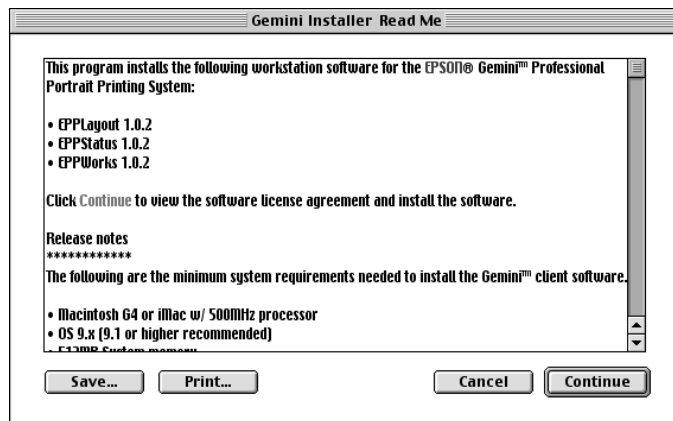 Gemini Installer Read Me
This program installs the following workstation software for the EPSON® Gemini™ Professional
Portrait Printing System:
• EPPLayout 1.0.2
• EPPStatus 1.0.2
• EPPWorks 1.0.2
Click Continue to view the software license agreement and install the software.
Release notes
************
The following are the minimum system requirements needed to install the Gemini™ client software.
• Macintosh G4 or iMac w/ 500MHz processor
• OS 9.x (9.1 or higher recommended)
• 512MB System memory
Save... Print... Cancel Continue